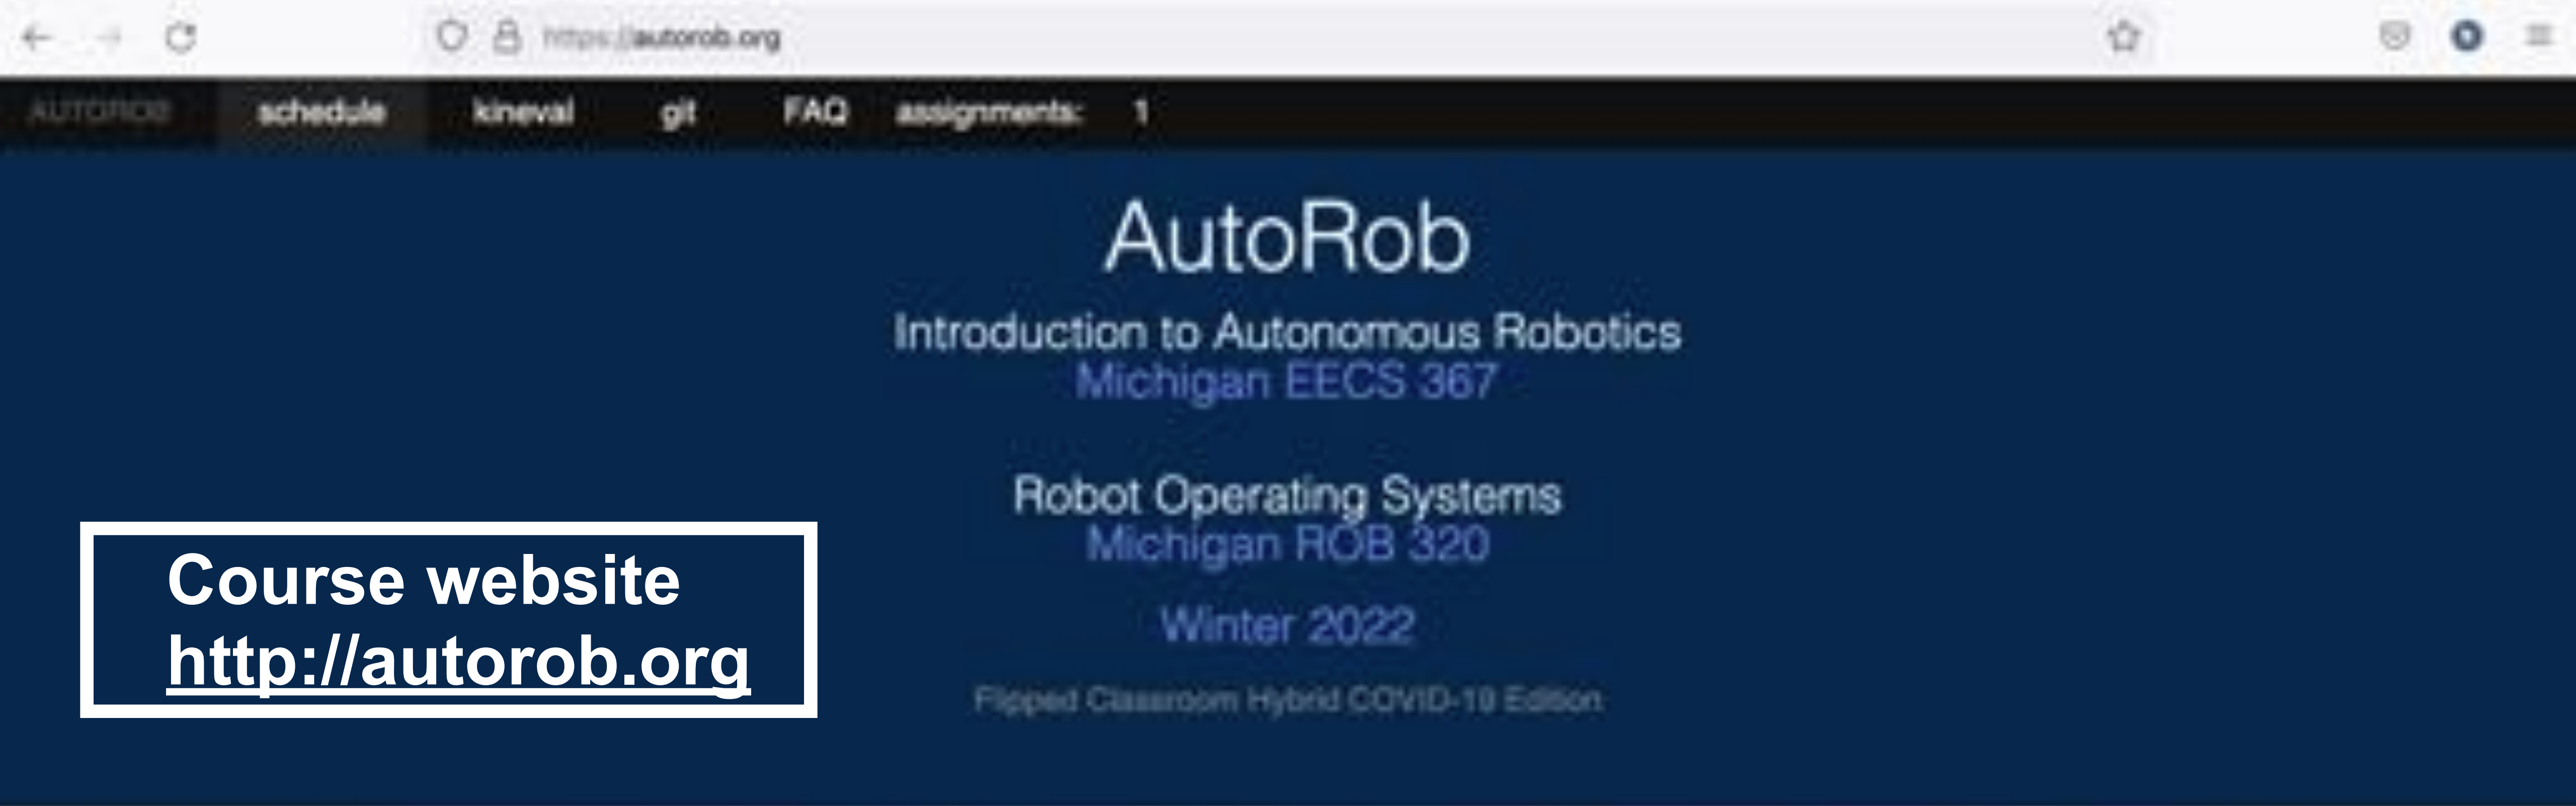 https://autorob.org
AUTOROB schedule kineval git FAQ assignments: 1
AutoRob
Introduction to Autonomous Robotics
Michigan EECS 367
Robot Operating Systems
Michigan ROB 320
Winter 2022
Flipped Classroom Hybrid COVID-19 Edition
Course website
http://autorob.org